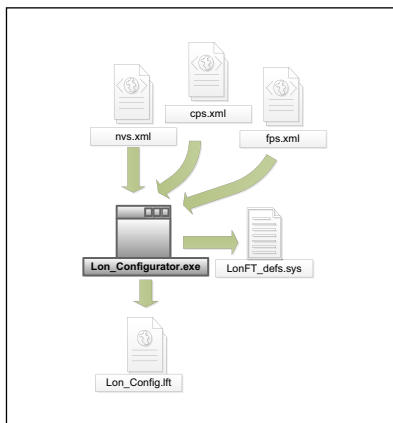 cps.xml
nvs.xml
fps.xml
Lon_Configurator.exe
LonFT_defs.sys
Lon_Config.lft